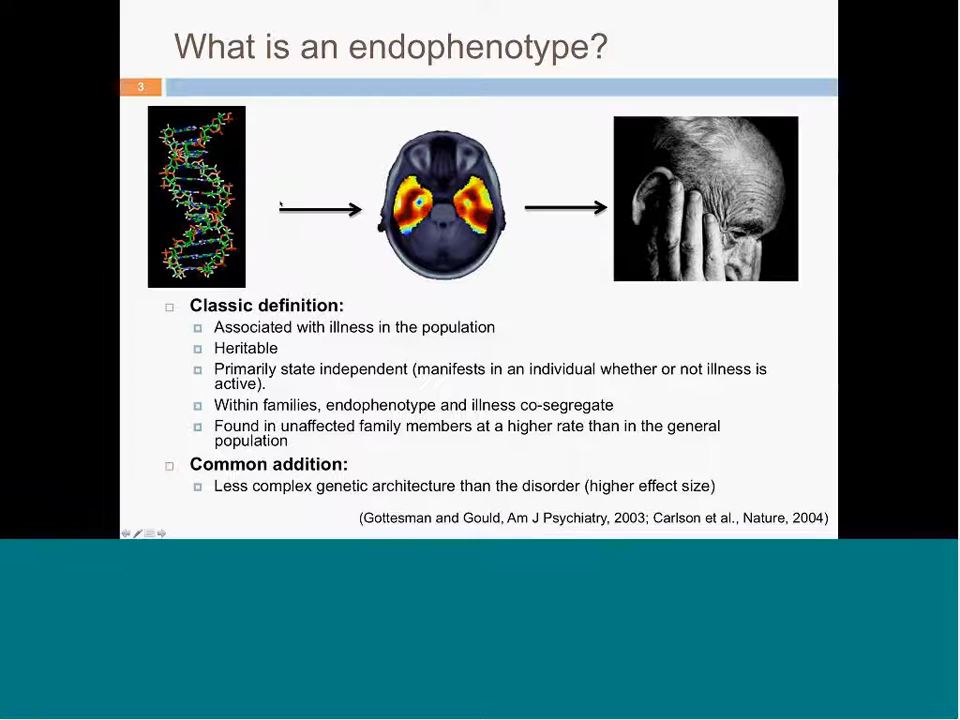 What is an endophenotype?
3
Classic definition:
Associated with illness in the population
Heritable
Primarily state independent (manifests in an individual whether or not illness is
active).
Within families, endophenotype and illness co-segregate
Found in unaffected family members at a higher rate than in the general
population
Common addition:
Less complex genetic architecture than the disorder (higher effect size)
(Gottesman and Gould, Am J Psychiatry, 2003; Carlson et al., Nature, 2004)